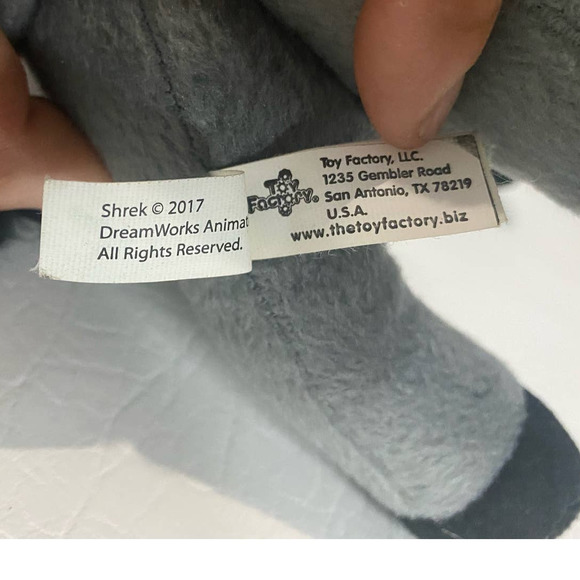 Shrek © 2017
DreamWorks Animat
All Rights Reserved.
Toy Factory®
Toy Factory, LLC.
1235 Gembler Road
San Antonio, TX 78219
U.S.A.
www.thetoyfactory.biz